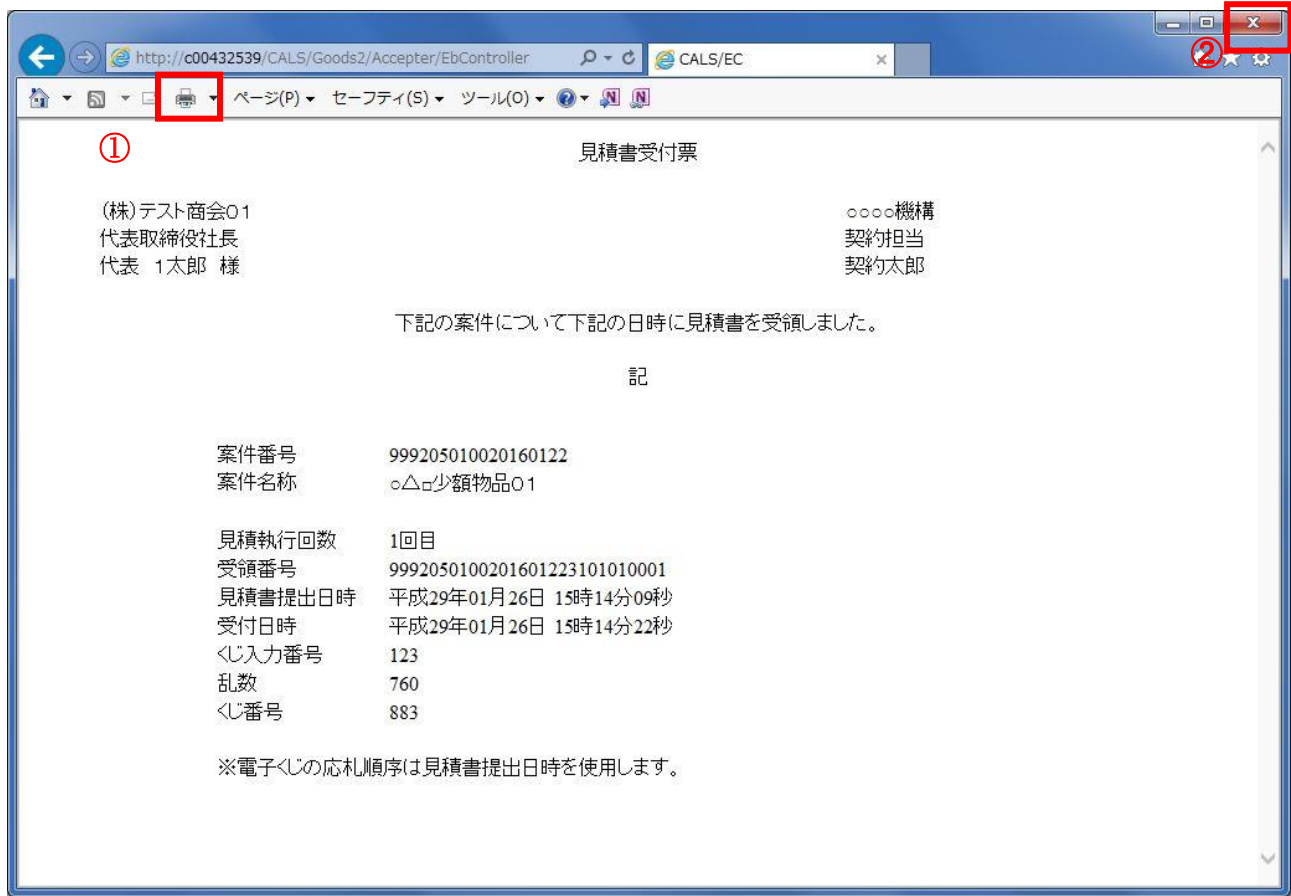 ②
http://c00432539/CALS/Goods2/Accepter/EbController CALS/EC
ページ(P) セーフティ(S) ツール(O)
①
見積書受付票
(株)テスト商会01 ○○○○機構
代表取締役社長 契約担当
代表 1太郎 様 契約太郎
下記の案件について下記の日時に見積書を受領しました。
記
案件番号 999205010020160122
案件名称 ○△□少額物品01
見積執行回数 1回目
受領番号 9992050100201601223101010001
見積書提出日時 平成29年01月26日 15時14分09秒
受付日時 平成29年01月26日 15時14分22秒
くじ入力番号 123
乱数 760
くじ番号 883
※電子くじの応札順序は見積書提出日時を使用します。